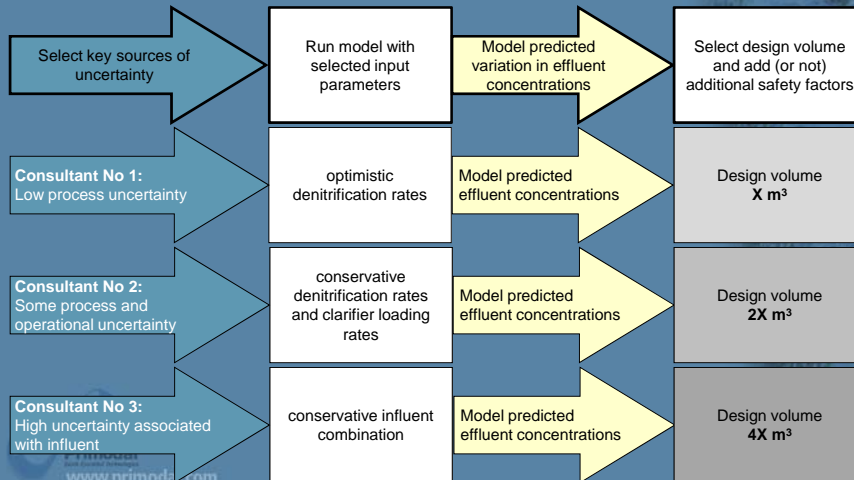 Select key sources of
uncertainty
Run model with
selected input
parameters
Model predicted
variation in effluent
concentrations
Select design volume
and add (or not)
additional safety factors
Consultant No 1:
Low process uncertainty
optimistic
denitrification rates
Model predicted
effluent concentrations
Design volume
X m³
Consultant No 2:
Some process and
operational uncertainty
conservative
denitrification rates
and clarifier loading
rates
Model predicted
effluent concentrations
Design volume
2X m³
Consultant No 3:
High uncertainty associated
with influent
conservative influent
combination
Model predicted
effluent concentrations
Design volume
4X m³
Primodal
www.primodal.com